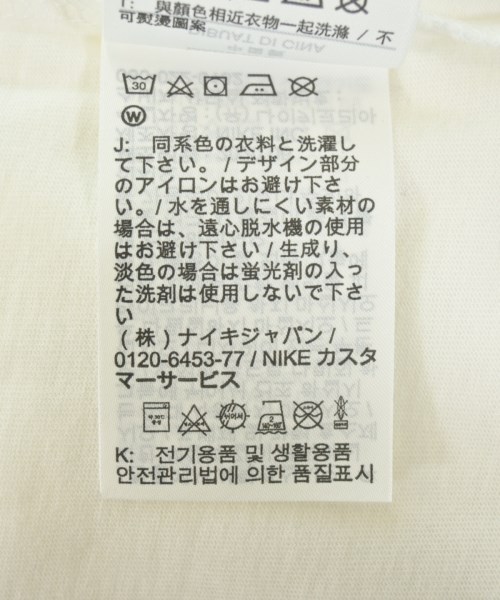 T: 與顏色相近衣物一起洗滌 / 不
可熨燙圖案
30
W
J: 同系色の衣料と洗濯し
て下さい。/ デザイン部分
のアイロンはお避け下さ
い。/ 水を通しにくい素材の
場合は、遠心脱水機の使用
はお避け下さい / 生成り、
淡色の場合は蛍光剤の入っ
た洗剤は使用しないで下さ
い
(株) ナイキジャパン /
0120-6453-77 / NIKE カスタ
マーサービス
K: 전기용품 및 생활용품
안전관리법에 의한 품질표시